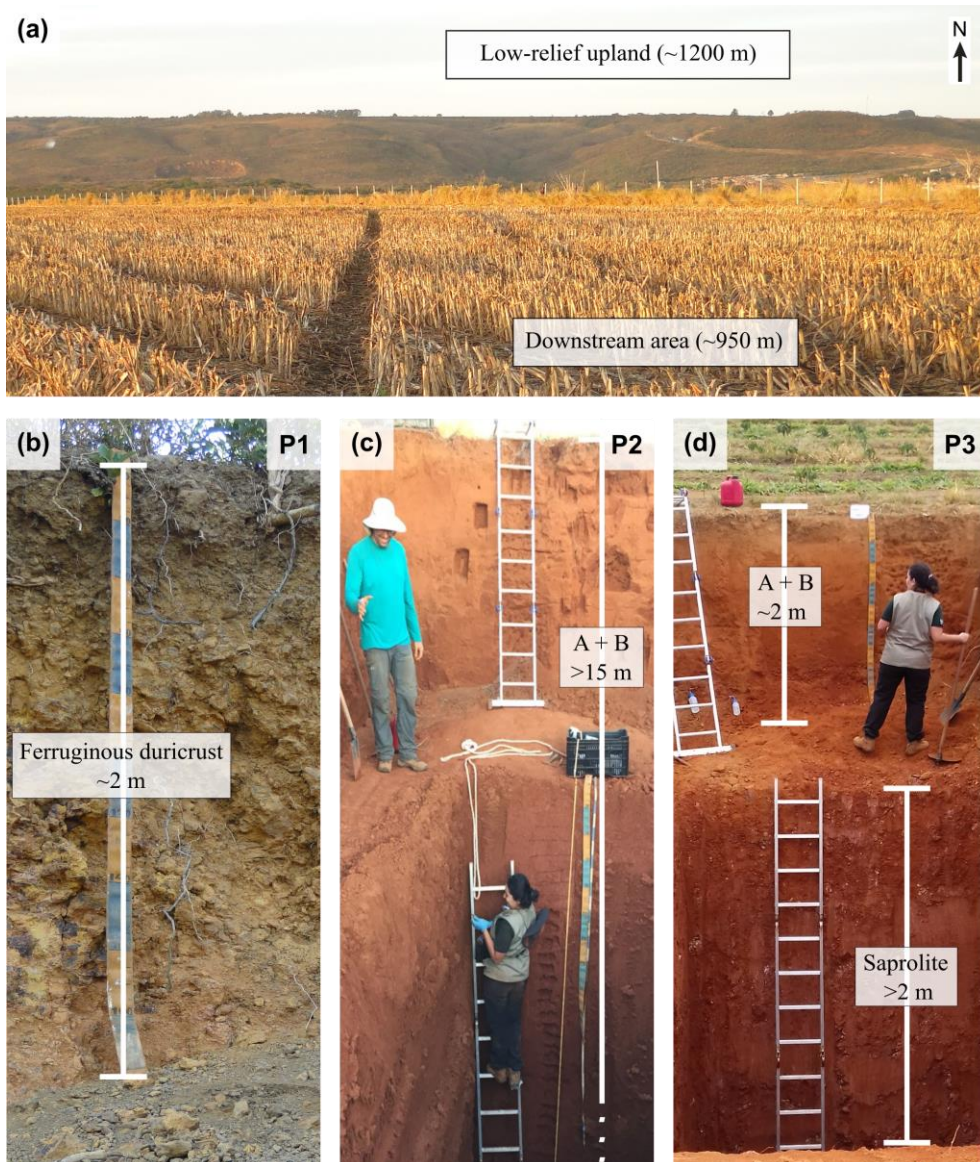 (a)
N
Low-relief upland (~1200 m)
Downstream area (~950 m)
(b)
P1
Ferruginous duricrust
~2 m
(c)
P2
A + B
>15 m
(d)
P3
A + B
~2 m
Saprolite
>2 m